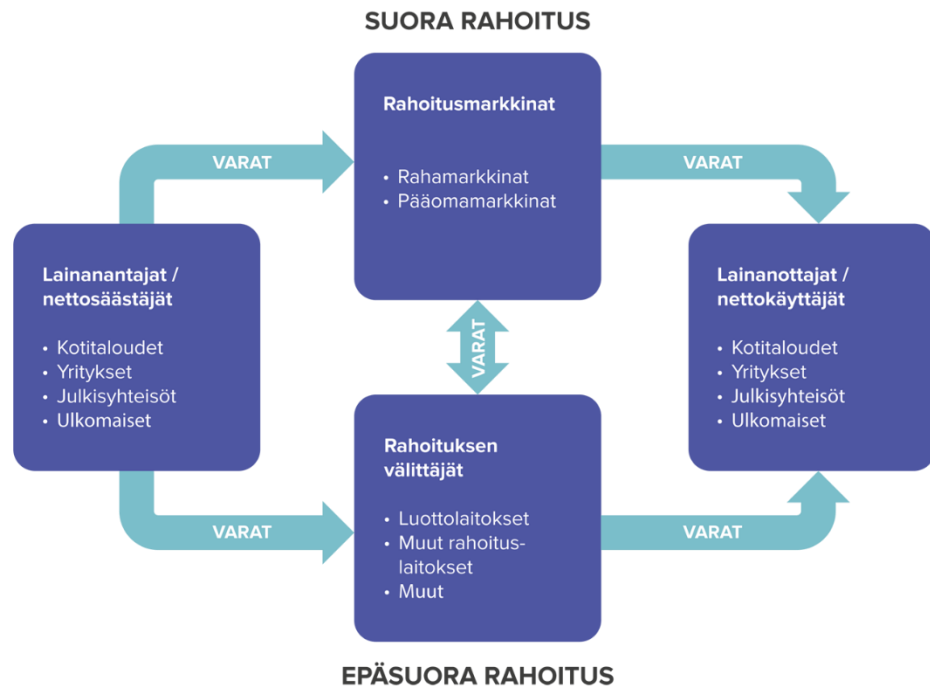 SUORA RAHOITUS
Rahoitusmarkkinat
• Rahamarkkinat
• Pääomamarkkinat
VARAT
VARAT
Lainanantajat /
nettosäästäjät
• Kotitaloudet
• Yritykset
• Julkisyhteisöt
• Ulkomaiset
VARAT
Lainanottajat /
nettokäyttäjät
• Kotitaloudet
• Yritykset
• Julkisyhteisöt
• Ulkomaiset
Rahoituksen
välittäjät
• Luottolaitokset
• Muut rahoitus-
laitokset
• Muut
VARAT
VARAT
EPÄSUORA RAHOITUS